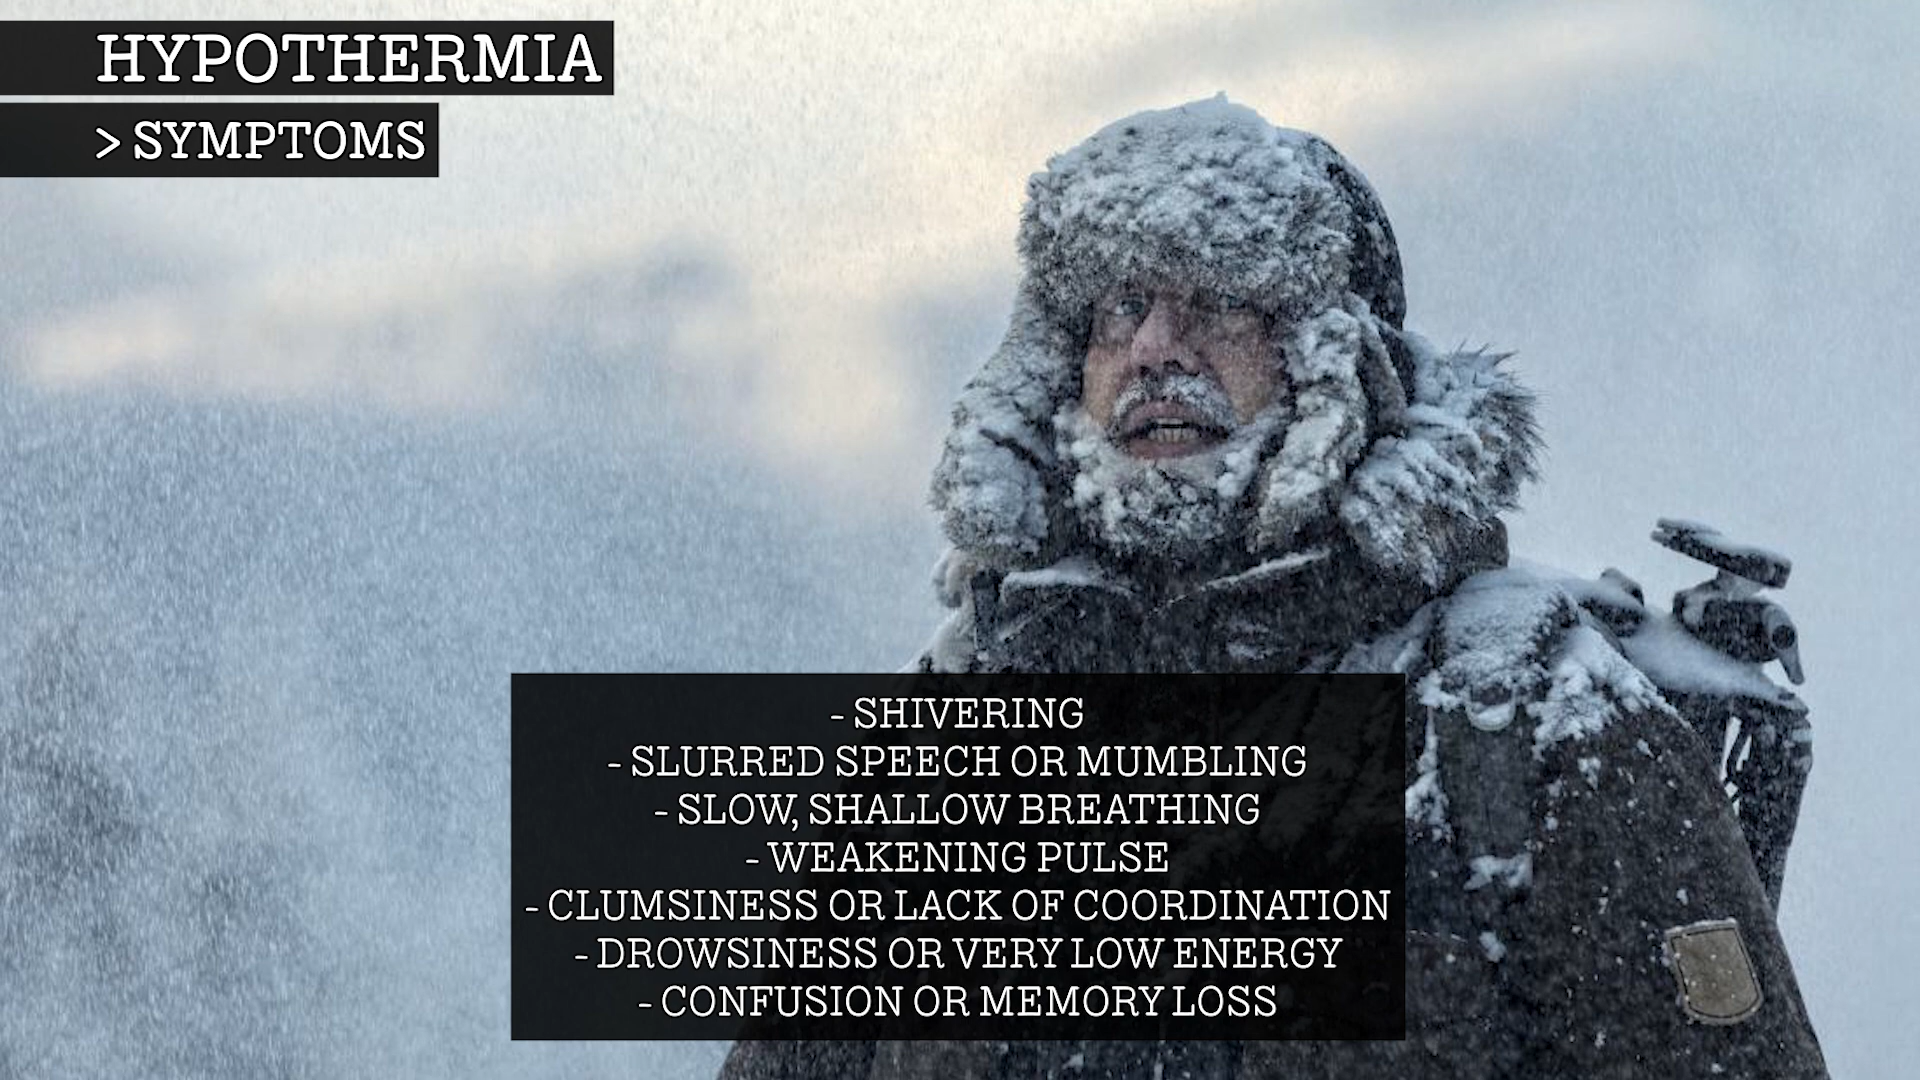 HYPOTHERMIA
> SYMPTOMS
- SHIVERING
- SLURRED SPEECH OR MUMBLING
- SLOW, SHALLOW BREATHING
- WEAKENING PULSE
- CLUMSINESS OR LACK OF COORDINATION
- DROWSINESS OR VERY LOW ENERGY
- CONFUSION OR MEMORY LOSS